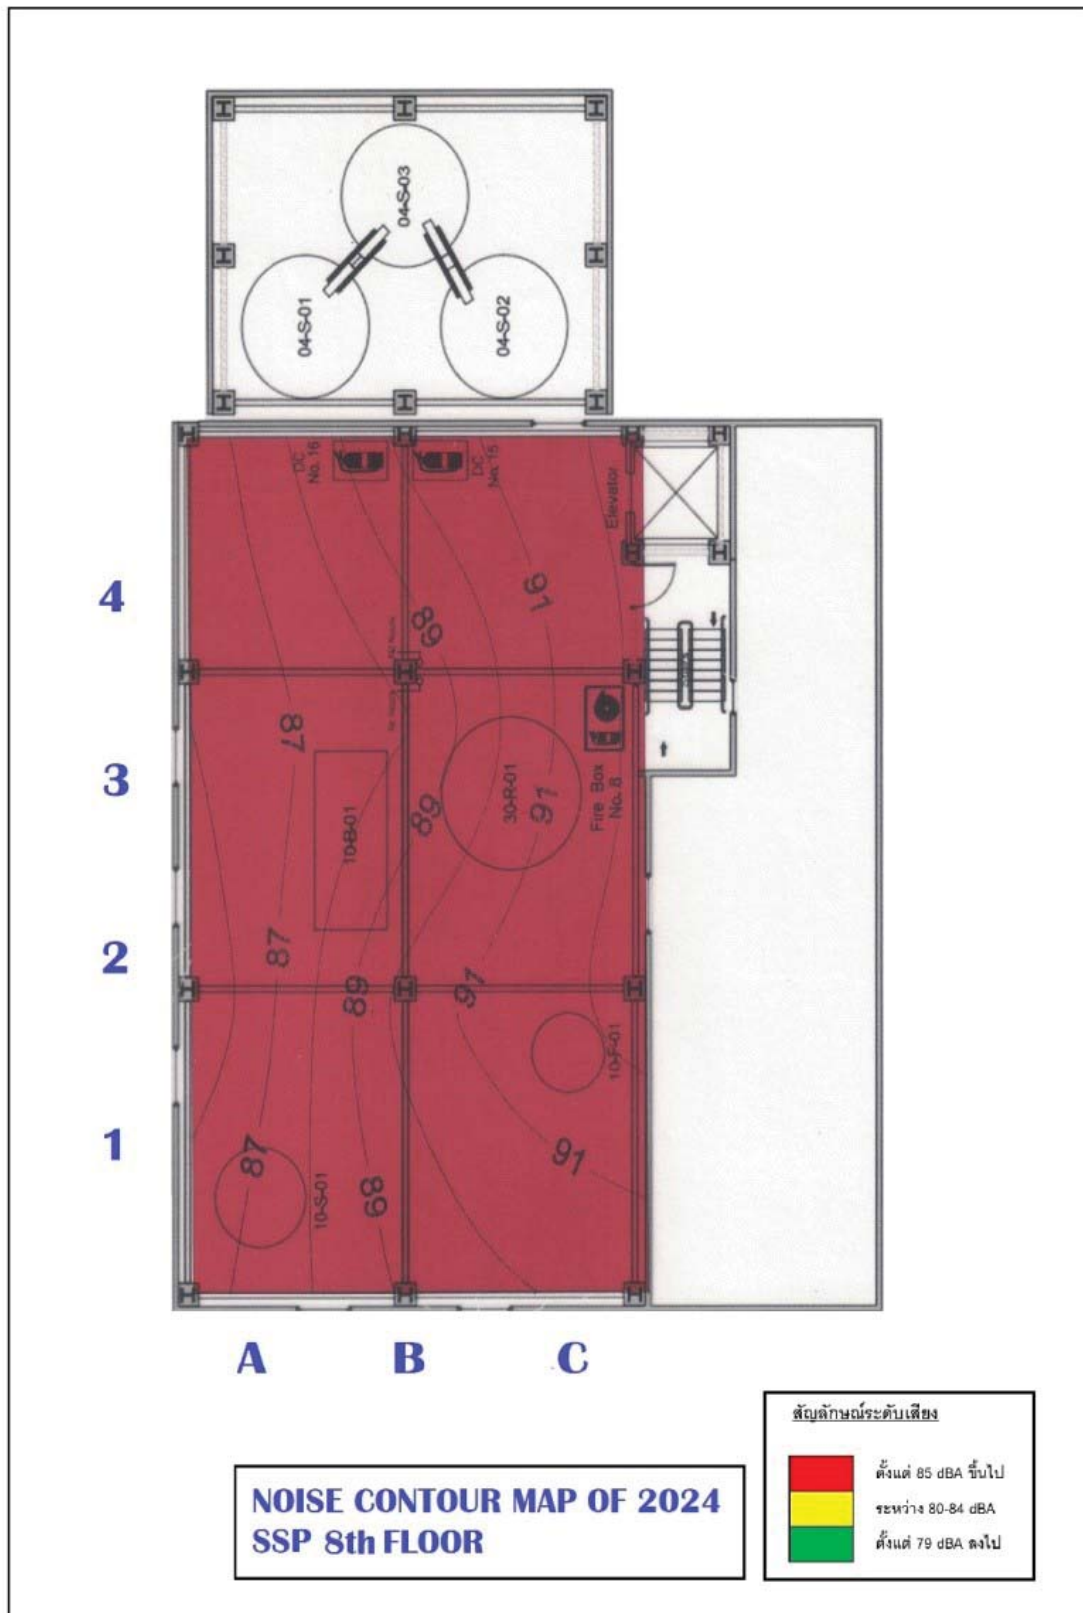 04-S-03
04-S-01
04-S-02
DC
No. 16
DC
No. 15
Elevator
4
91
89
87
3
10-B-01
89
30-R-01
91
Fire Box
No. 8
2
87
89
91
10-F-01
1
87
10-S-01
89
91
A
B
C
สัญลักษณ์ระดับเสียง
ตั้งแต่ 85 dBA ขึ้นไป
ระหว่าง 80-84 dBA
ตั้งแต่ 79 dBA ลงไป
NOISE CONTOUR MAP OF 2024
SSP 8th FLOOR